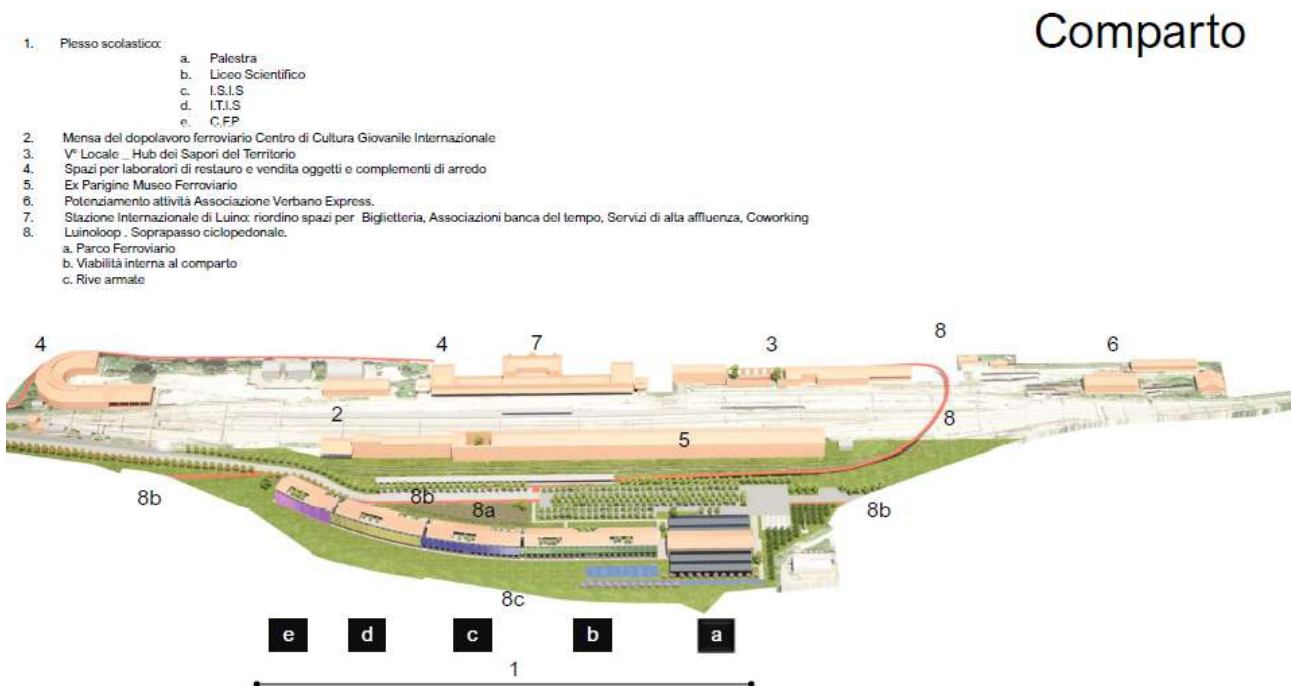 Comparto
1. Plesso scolastico:
a. Palestra
b. Liceo Scientifico
c. I.S.I.S
d. I.T.I.S
e. C.F.P
2. Mensa del dopolavoro ferroviario Centro di Cultura Giovanile Internazionale
3. V° Locale _ Hub dei Sapori del Territorio
4. Spazi per laboratori di restauro e vendita oggetti e complementi di arredo
5. Ex Parigine Museo Ferroviario
6. Potenziamento attività Associazione Verbano Express.
7. Stazione Internazionale di Luino: riordino spazi per Biglietteria, Associazioni banca del tempo, Servizi di alta affluenza, Coworking
8. Luinoloop . Soprapasso ciclopedonale.
a. Parco Ferroviario
b. Viabilità interna al comparto
c. Rive armate
4 4 7 3 8 6
2 5 8
8b 8b 8a 8b
8c
e d c b a
1